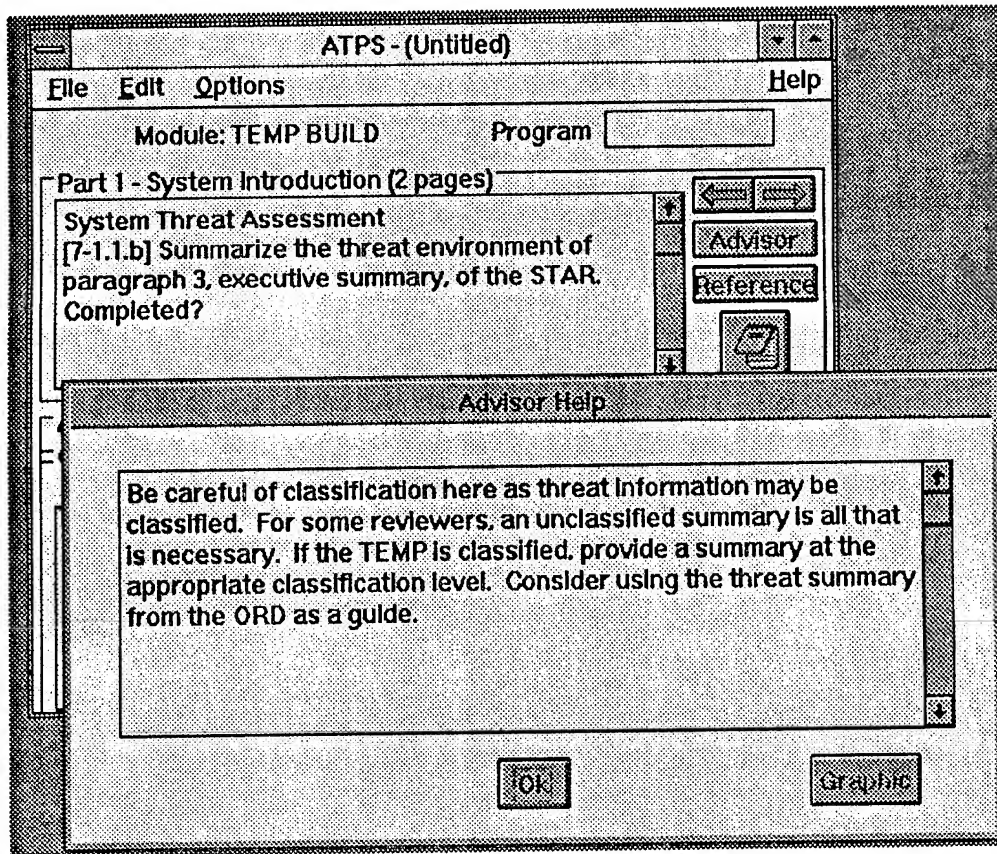 ATPS - (Untitled)
File Edit Options Help
Module: TEMP BUILD Program
Part 1 - System Introduction (2 pages)
System Threat Assessment
[7-1.1.b] Summarize the threat environment of
paragraph 3, executive summary, of the STAR.
Completed?
Advisor
Reference
Advisor Help
Be careful of classification here as threat information may be
classified. For some reviewers, an unclassified summary is all that
is necessary. If the TEMP is classified, provide a summary at the
appropriate classification level. Consider using the threat summary
from the ORD as a guide.
Ok
Graphic